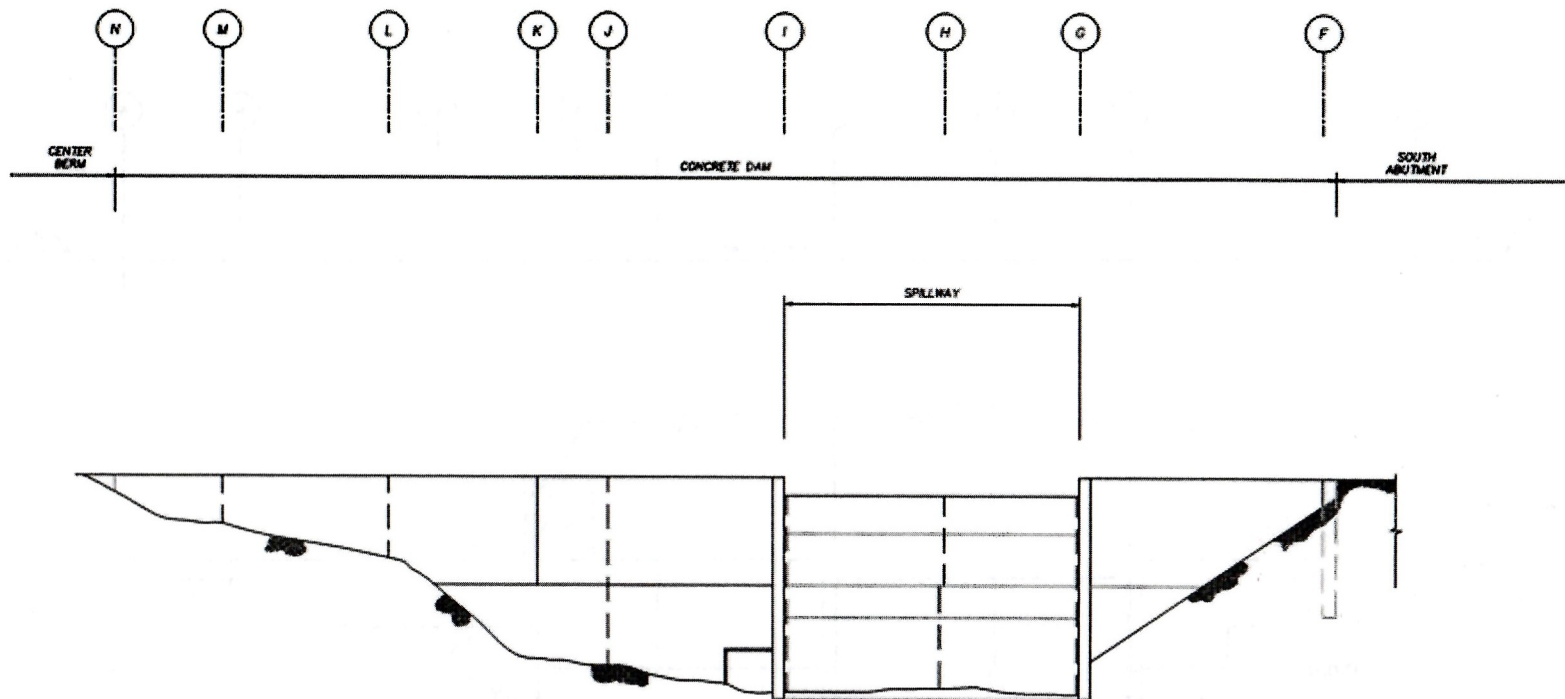 N M L K J I H G F
CENTER
BERM
CONCRETE DAM
SOUTH
ABUTMENT
SPILLWAY